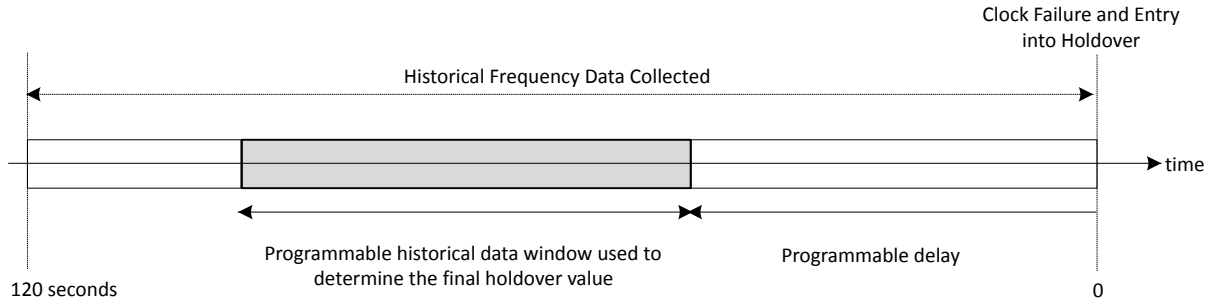 Clock Failure and Entry
into Holdover
Historical Frequency Data Collected
time
Programmable historical data window used to
determine the final holdover value
Programmable delay
120 seconds
0